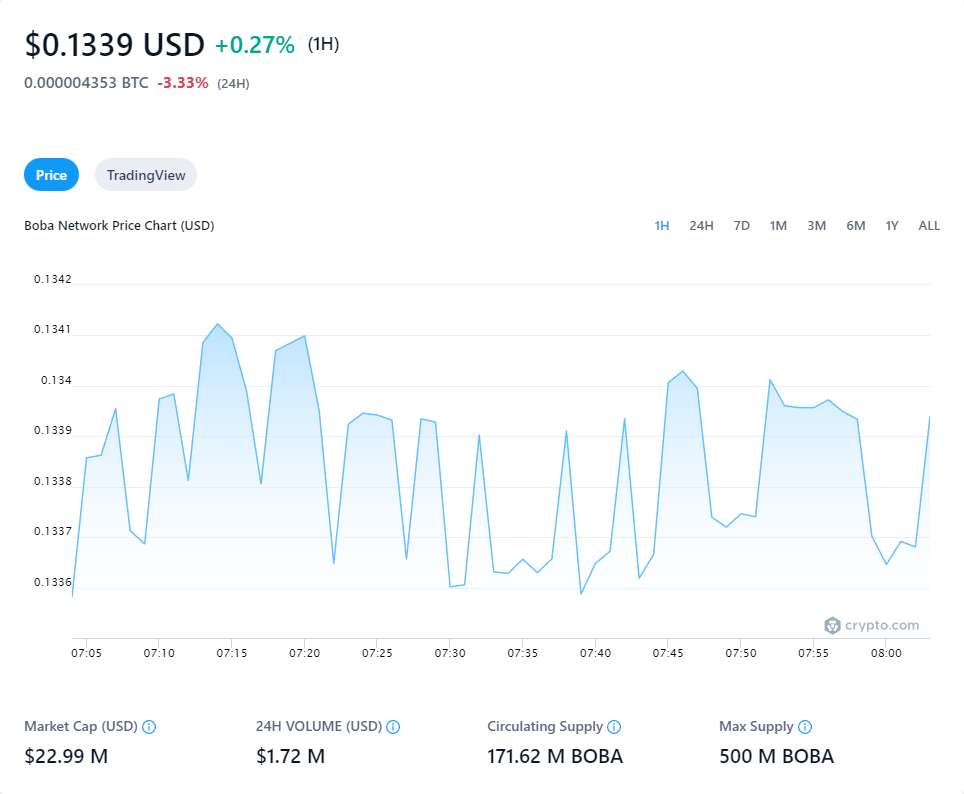 $0.1339 USD +0.27% (1H)
0.000004353 BTC -3.33% (24H)
Price TradingView
Boba Network Price Chart (USD) 1H 24H 7D 1M 3M 6M 1Y ALL
0.1342
0.1341
0.134
0.1339
0.1338
0.1337
0.1336
crypto.com
07:05 07:10 07:15 07:20 07:25 07:30 07:35 07:40 07:45 07:50 07:55 08:00
Market Cap (USD) 24H VOLUME (USD) Circulating Supply Max Supply
$22.99 M $1.72 M 171.62 M BOBA 500 M BOBA